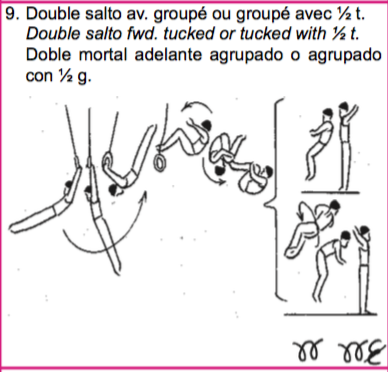 9. Double salto av. groupé ou groupé avec ½ t.
Double salto fwd. tucked or tucked with ½ t.
Doble mortal adelante agrupado o agrupado
con ½ g.